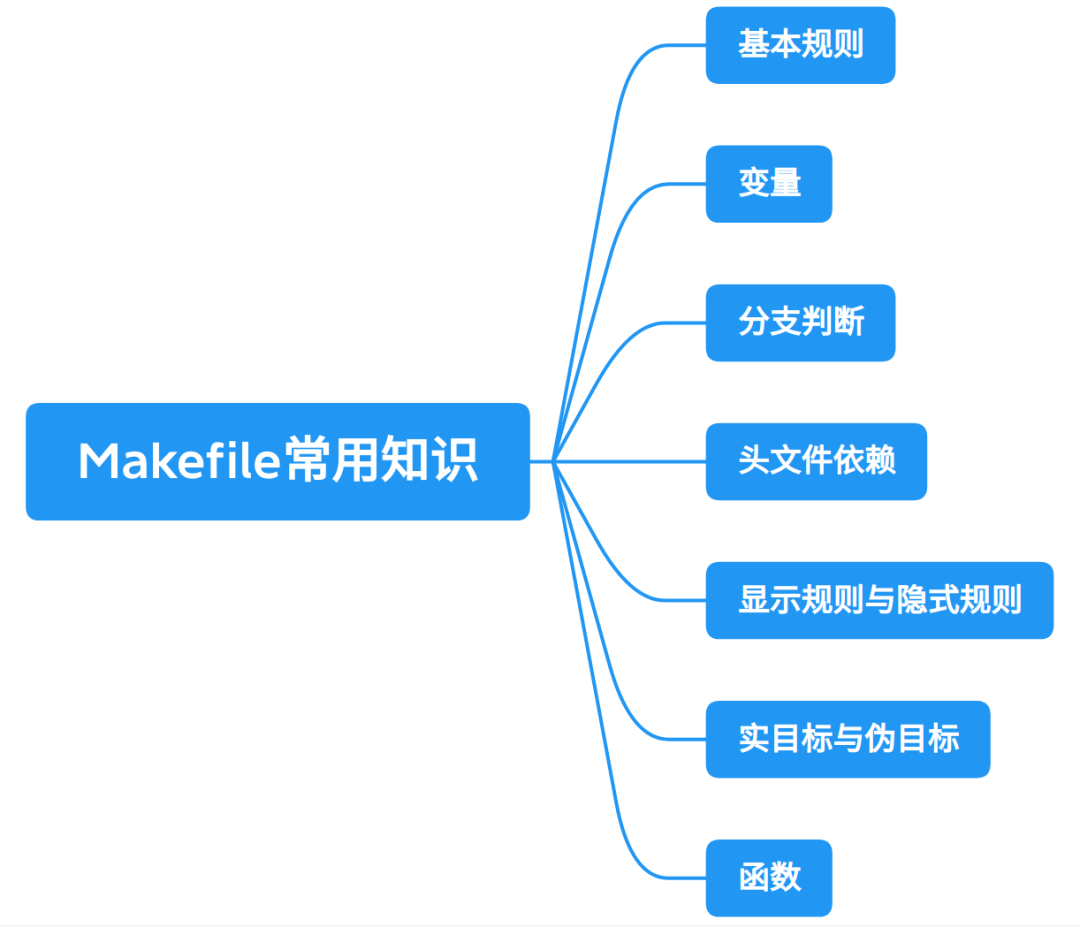 基本规则
变量
分支判断
Makefile常用知识
头文件依赖
显示规则与隐式规则
实目标与伪目标
函数